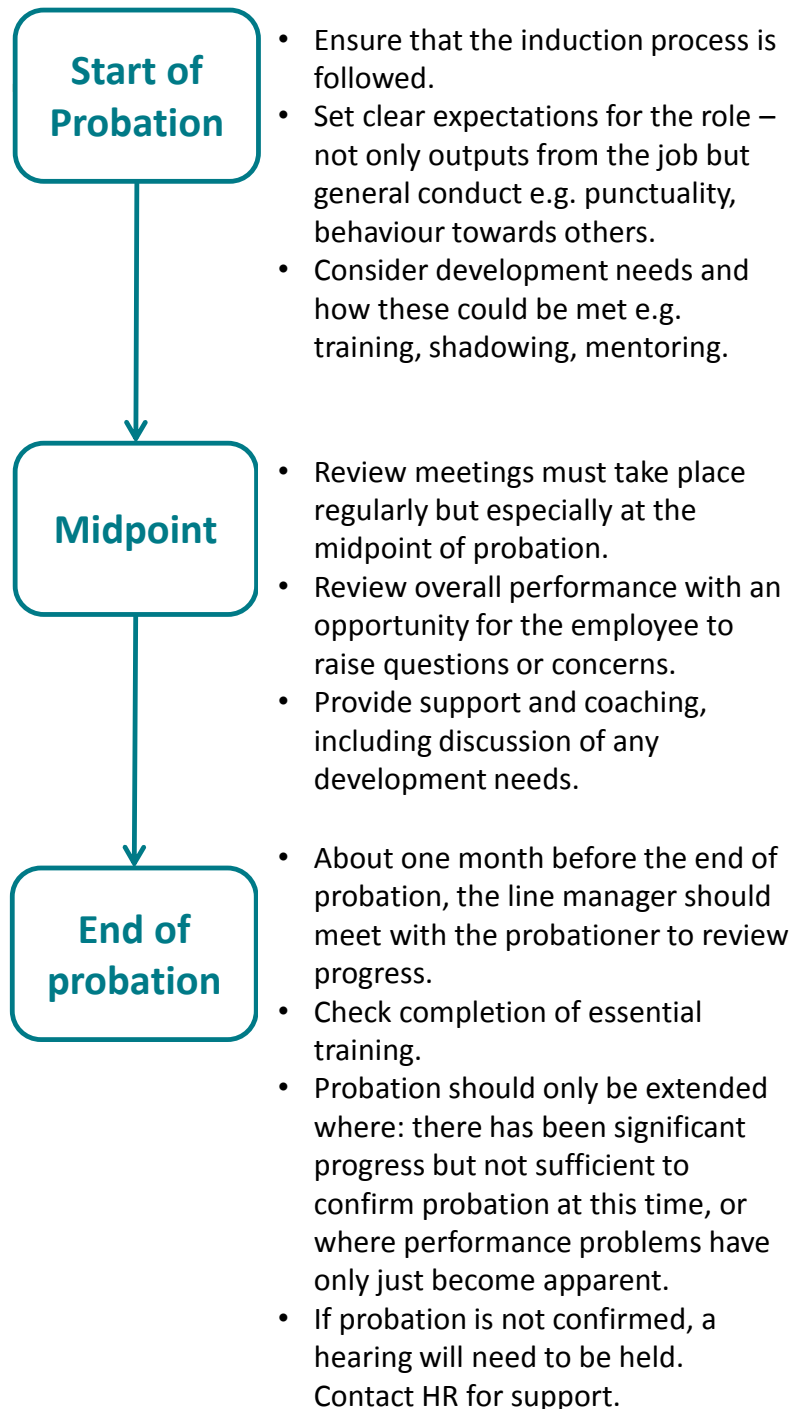 Start of
Probation
• Ensure that the induction process is
followed.
• Set clear expectations for the role –
not only outputs from the job but
general conduct e.g. punctuality,
behaviour towards others.
• Consider development needs and
how these could be met e.g.
training, shadowing, mentoring.
Midpoint
• Review meetings must take place
regularly but especially at the
midpoint of probation.
• Review overall performance with an
opportunity for the employee to
raise questions or concerns.
• Provide support and coaching,
including discussion of any
development needs.
End of
probation
• About one month before the end of
probation, the line manager should
meet with the probationer to review
progress.
• Check completion of essential
training.
• Probation should only be extended
where: there has been significant
progress but not sufficient to
confirm probation at this time, or
where performance problems have
only just become apparent.
• If probation is not confirmed, a
hearing will need to be held.
Contact HR for support.